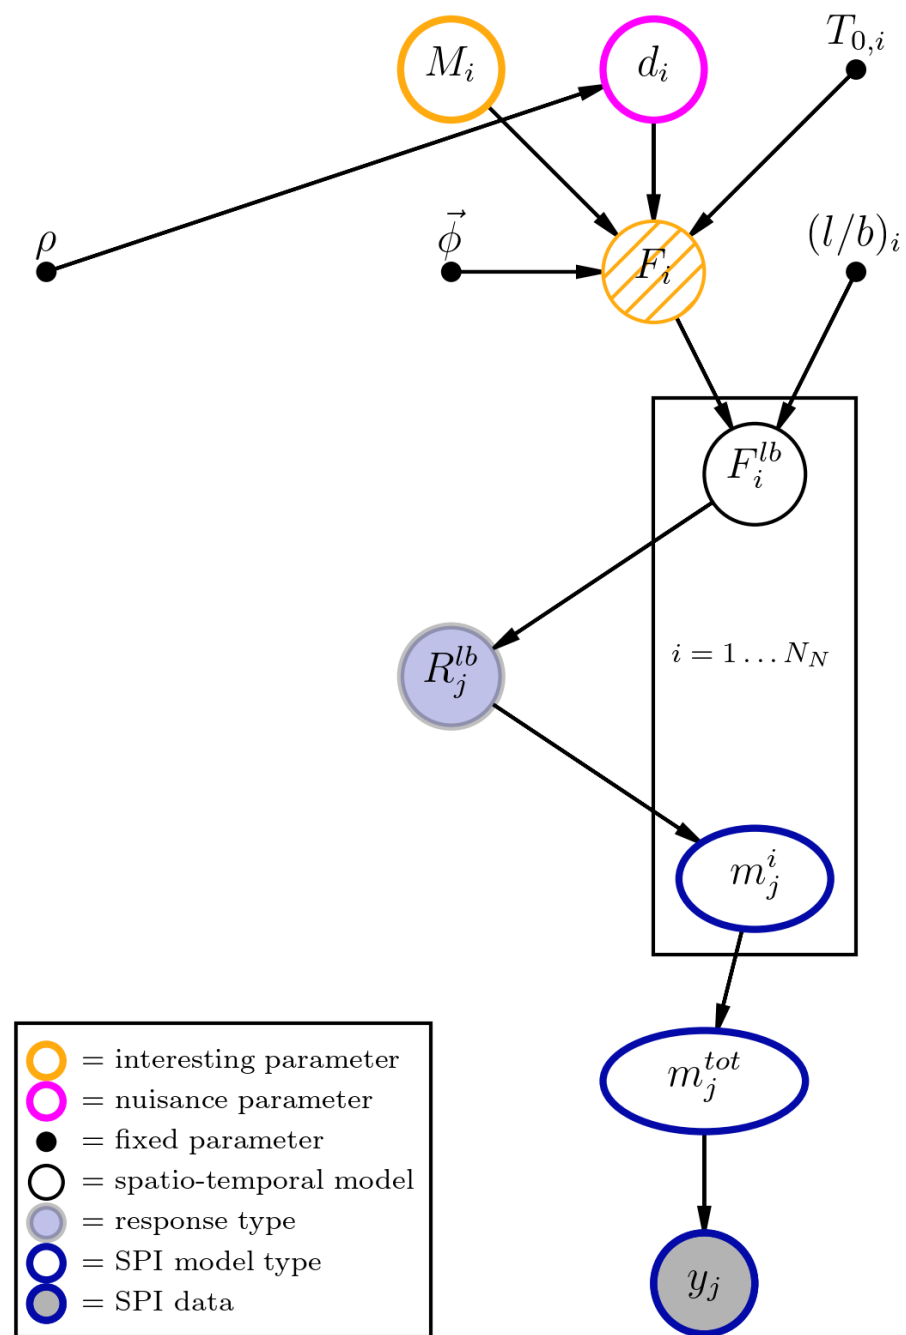 M_i
d_i
T_{0,i}
ρ
\vec{ϕ}
F_i
(l/b)_i
F_i^{lb}
R_j^{lb}
i = 1 … N_N
m_j^i
m_j^{tot}
y_j
= interesting parameter
= nuisance parameter
= fixed parameter
= spatio-temporal model
= response type
= SPI model type
= SPI data